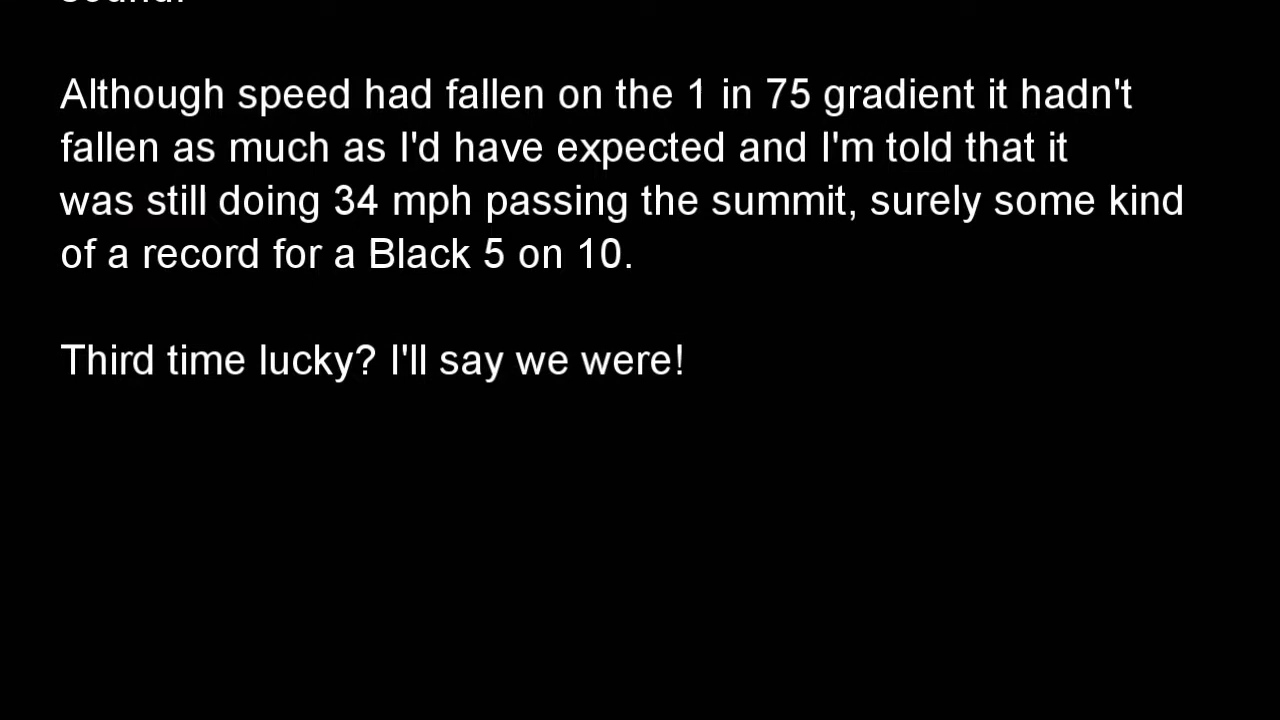 sound.
Although speed had fallen on the 1 in 75 gradient it hadn't
fallen as much as I'd have expected and I'm told that it
was still doing 34 mph passing the summit, surely some kind
of a record for a Black 5 on 10.
Third time lucky? I'll say we were!